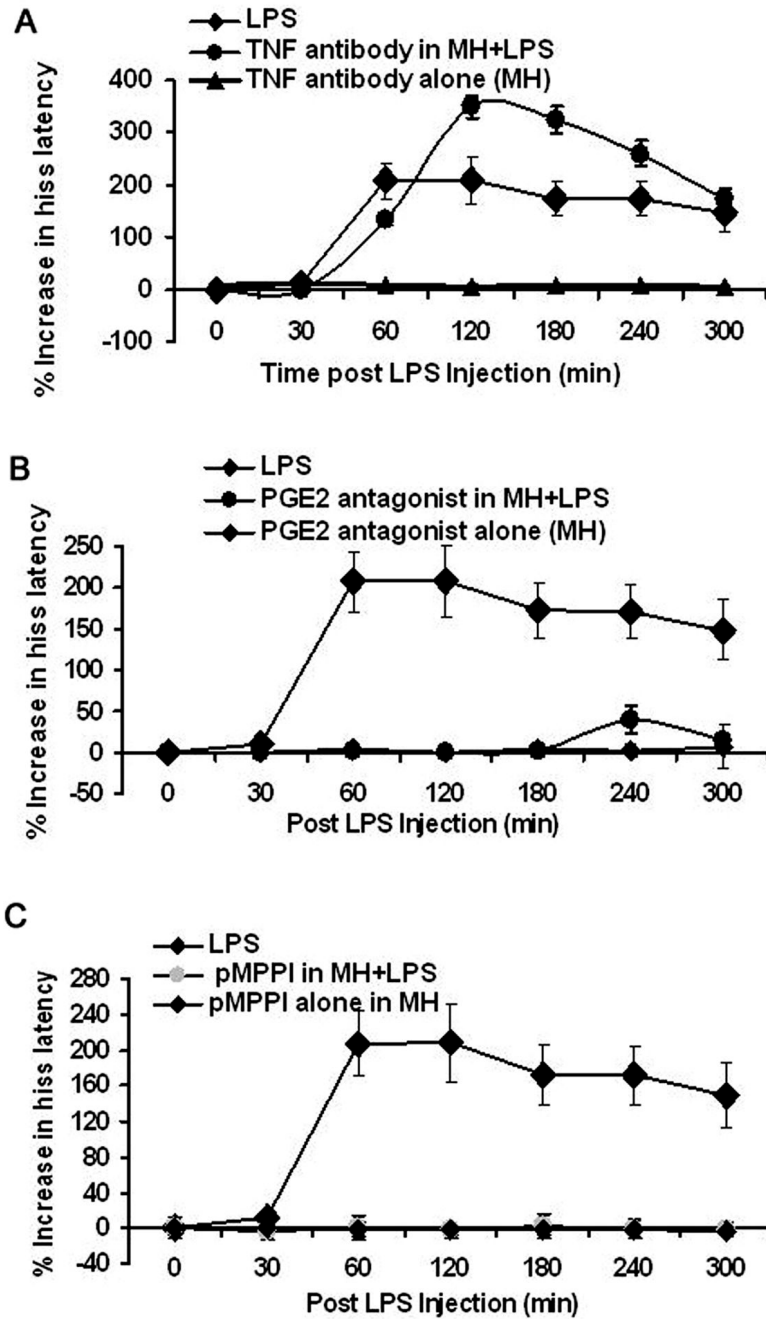 A
LPS
TNF antibody in MH+LPS
TNF antibody alone (MH)
% Increase in hiss latency
400
300
200
100
0
-100
0 30 60 120 180 240 300
Time post LPS Injection (min)
B
LPS
PGE2 antagonist in MH+LPS
PGE2 antagonist alone (MH)
% Increase in hiss latency
250
200
150
100
50
0
-50
0 30 60 120 180 240 300
Post LPS Injection (min)
C
LPS
pMPPI in MH+LPS
pMPPI alone in MH
% Increase in hiss latency
280
240
200
160
120
80
40
0
-40
0 30 60 120 180 240 300
Post LPS Injection (min)